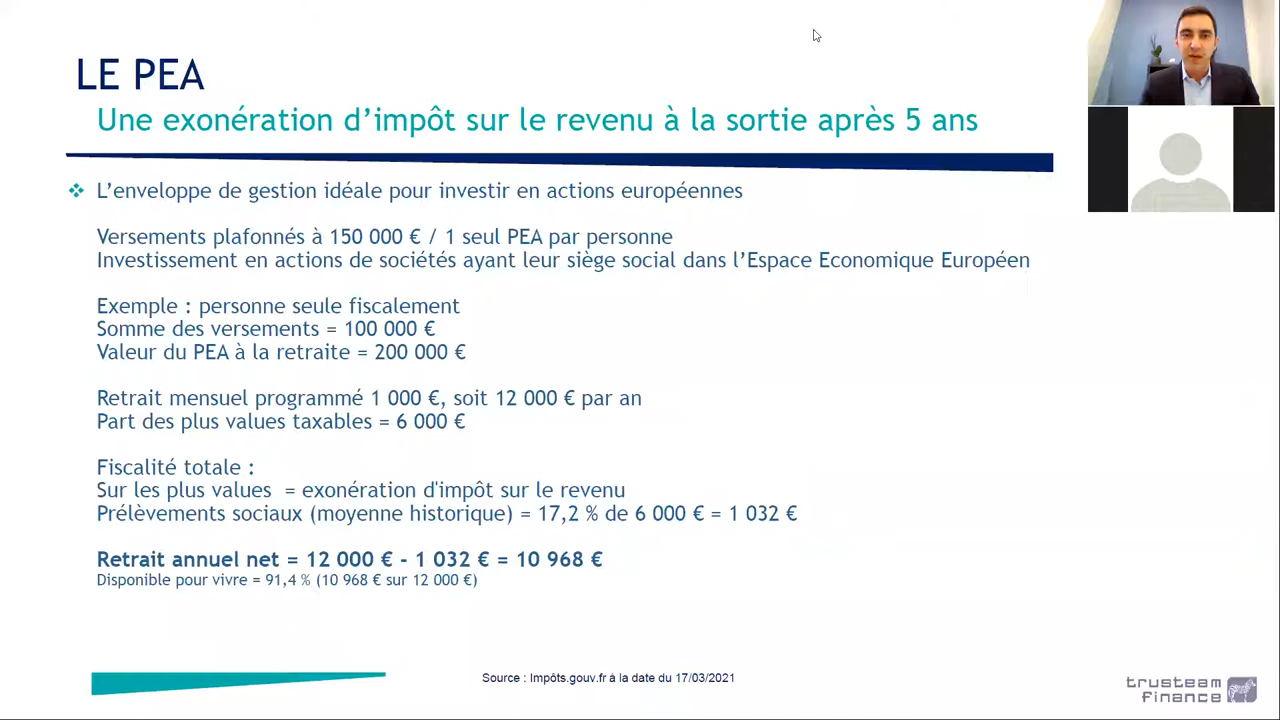 LE PEA
Une exonération d’impôt sur le revenu à la sortie après 5 ans
L’enveloppe de gestion idéale pour investir en actions européennes
Versements plafonnés à 150 000 € / 1 seul PEA par personne
Investissement en actions de sociétés ayant leur siège social dans l’Espace Economique Européen
Exemple : personne seule fiscalement
Somme des versements = 100 000 €
Valeur du PEA à la retraite = 200 000 €
Retrait mensuel programmé 1 000 €, soit 12 000 € par an
Part des plus values taxables = 6 000 €
Fiscalité totale :
Sur les plus values = exonération d'impôt sur le revenu
Prélèvements sociaux (moyenne historique) = 17,2 % de 6 000 € = 1 032 €
Retrait annuel net = 12 000 € - 1 032 € = 10 968 €
Disponible pour vivre = 91,4 % (10 968 € sur 12 000 €)
Source : Impôts.gouv.fr à la date du 17/03/2021
trusteam
finance